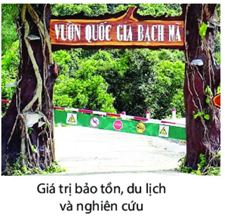 VƯỜN QUỐC GIA BẠCH MÃ
Giá trị bảo tồn, du lịch
và nghiên cứu